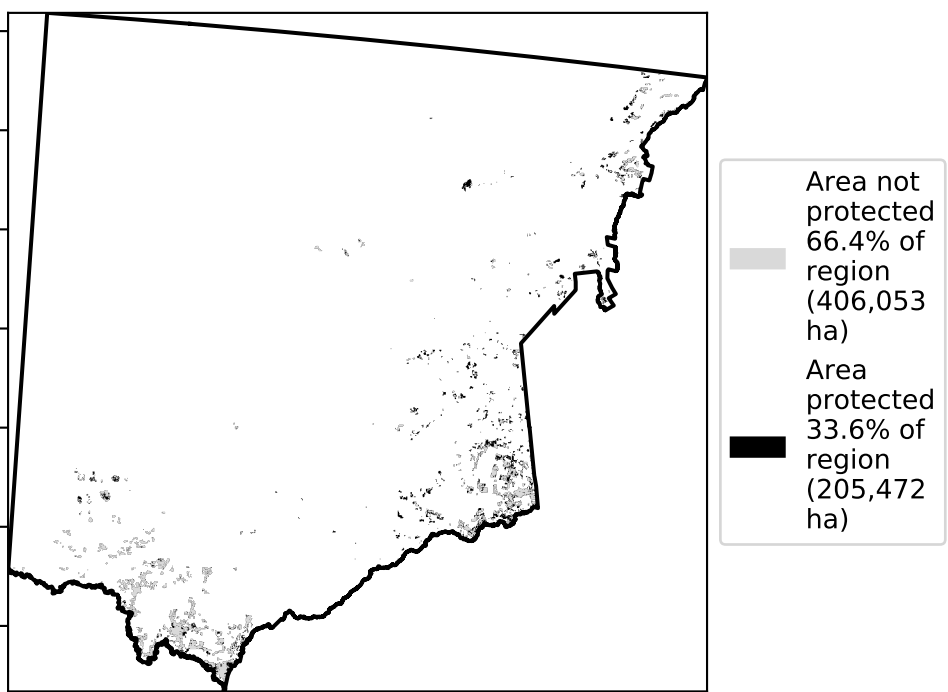 Area not
protected
66.4% of
region
(406,053
ha)
Area
protected
33.6% of
region
(205,472
ha)